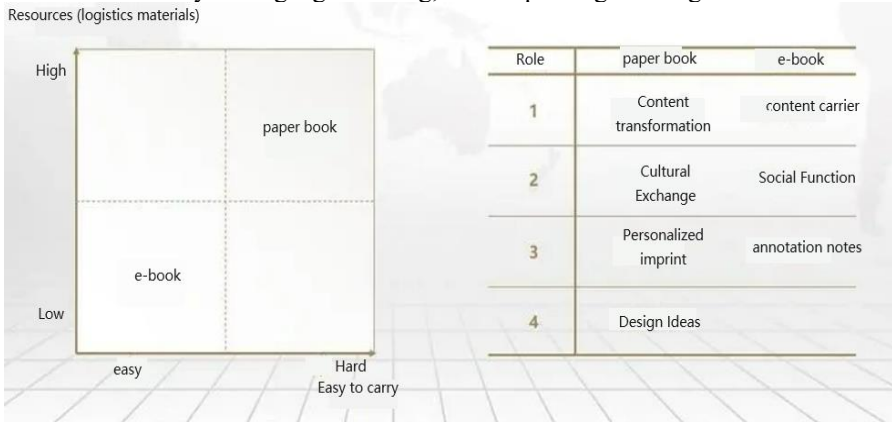 Resources (logistics materials)
High
paper book
e-book
Low
easy
Hard
Easy to carry
Role paper book e-book
1 Content transformation content carrier
2 Cultural Exchange Social Function
3 Personalized imprint annotation notes
4 Design Ideas